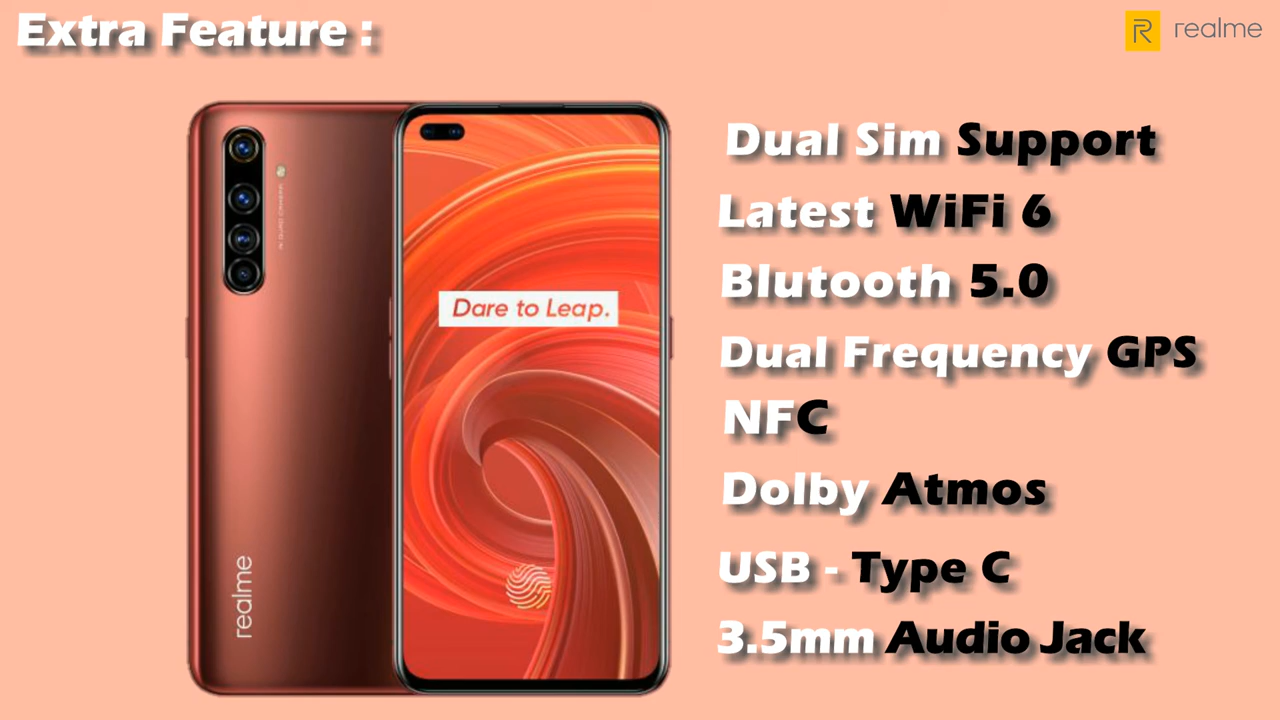 Extra Feature :
realme
Dual Sim Support
Latest WiFi 6
Blutooth 5.0
Dual Frequency GPS
NFC
Dolby Atmos
USB - Type C
3.5mm Audio Jack
Dare to Leap.
realme